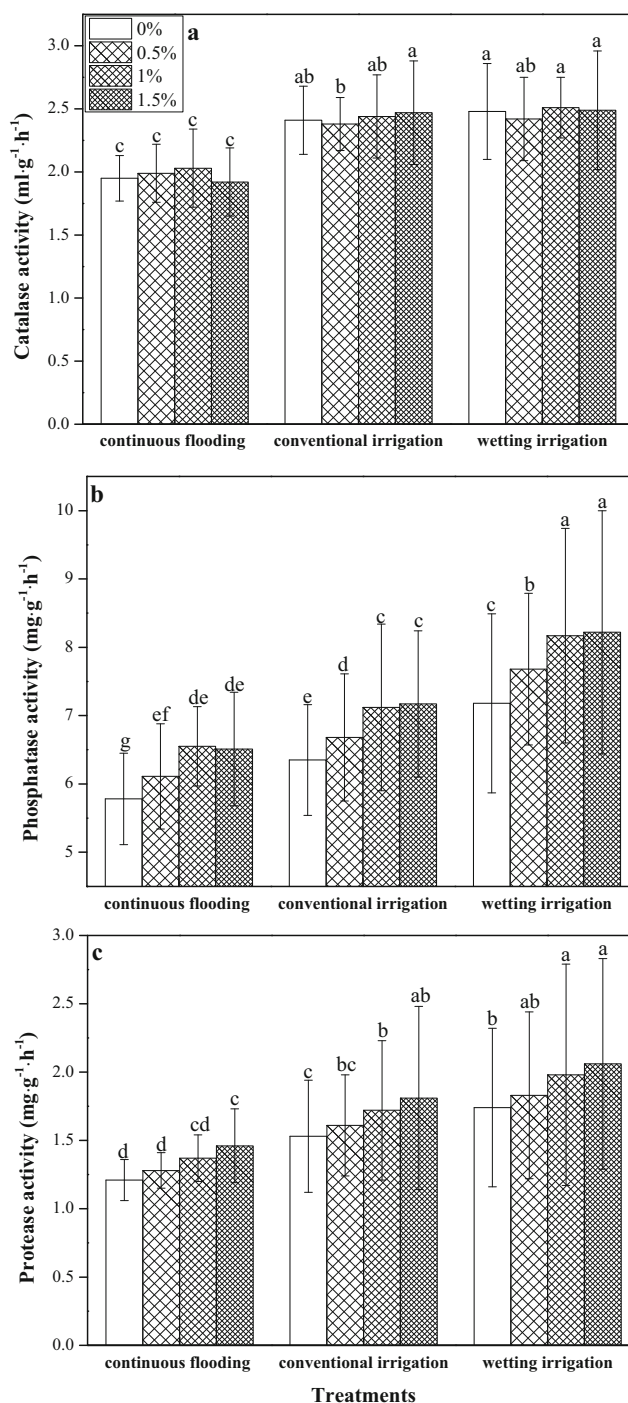 a
0%
0.5%
1%
1.5%
3.0
2.5
2.0
1.5
1.0
0.5
0.0
Catalase activity (ml·g⁻¹·h⁻¹)
c c c c ab b ab a a ab a a
continuous flooding conventional irrigation wetting irrigation
b
10
9
8
7
6
5
Phosphatase activity (mg·g⁻¹·h⁻¹)
g ef de de e d c c c b a a
continuous flooding conventional irrigation wetting irrigation
c
3.0
2.5
2.0
1.5
1.0
0.5
0.0
Protease activity (mg·g⁻¹·h⁻¹)
d d cd c c bc b ab b ab a a
continuous flooding conventional irrigation wetting irrigation
Treatments